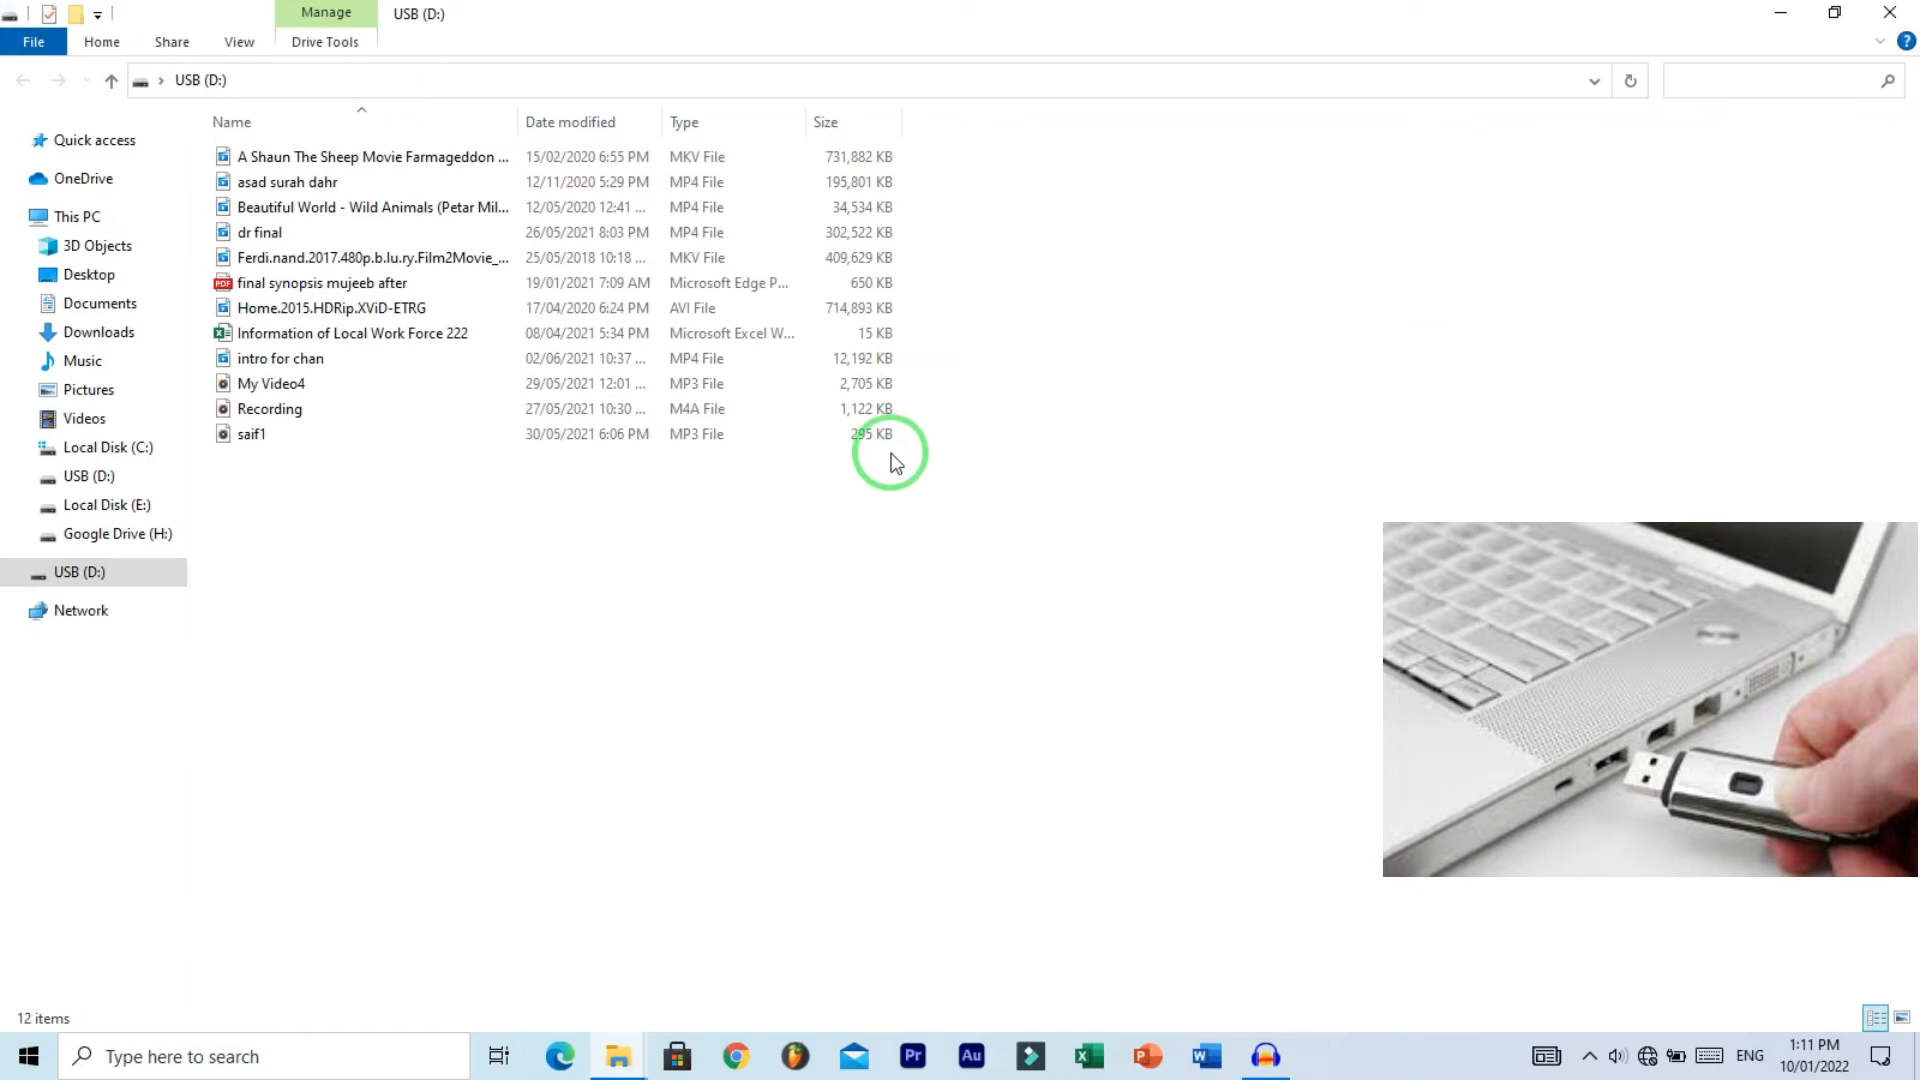 Manage
USB (D:)
File
Home
Share
View
Drive Tools
USB (D:)
Name
Date modified
Type
Size
A Shaun The Sheep Movie Farmageddon ... 15/02/2020 6:55 PM MKV File 731,882 KB
asad surah dahr 12/11/2020 5:29 PM MP4 File 195,801 KB
Beautiful World - Wild Animals (Petar Mil... 12/05/2020 12:41 ... MP4 File 34,534 KB
dr final 26/05/2021 8:03 PM MP4 File 302,522 KB
Ferdi.nand.2017.480p.b.lu.ry.Film2Movie_... 25/05/2018 10:18 ... MKV File 409,629 KB
final synopsis mujeeb after 19/01/2021 7:09 AM Microsoft Edge P... 650 KB
Home.2015.HDRip.XViD-ETRG 17/04/2020 6:24 PM AVI File 714,893 KB
Information of Local Work Force 222 08/04/2021 5:34 PM Microsoft Excel W... 15 KB
intro for chan 02/06/2021 10:37 ... MP4 File 12,192 KB
My Video4 29/05/2021 12:01 ... MP3 File 2,705 KB
Recording 27/05/2021 10:30 ... M4A File 1,122 KB
saif1 30/05/2021 6:06 PM MP3 File 295 KB
Quick access
OneDrive
This PC
3D Objects
Desktop
Documents
Downloads
Music
Pictures
Videos
Local Disk (C:)
USB (D:)
Local Disk (E:)
Google Drive (H:)
USB (D:)
Network
12 items
Type here to search
Pr
Au
ENG
1:11 PM
10/01/2022